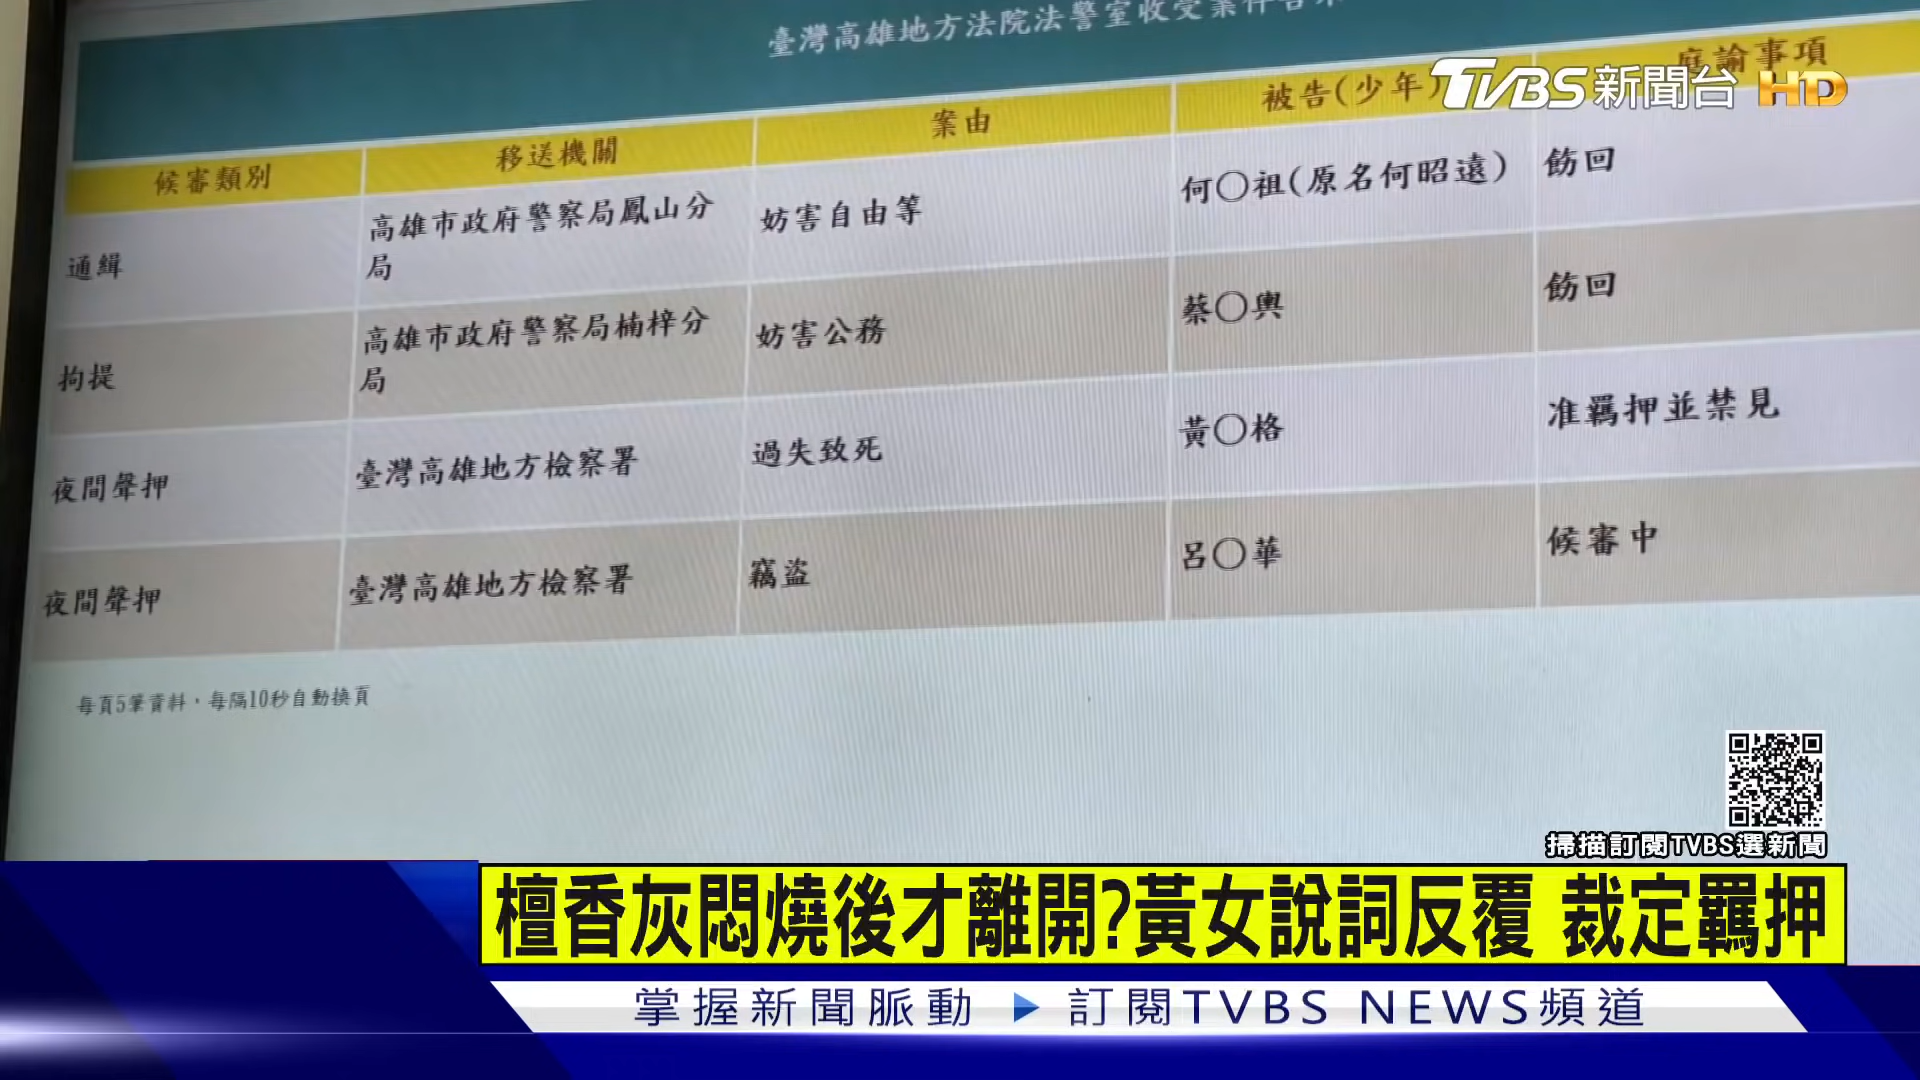 臺灣高雄地方法院法警室收受案件
TVBS新聞台 HD
候審類別 移送機關 案由 被告(少年) 庭諭事項
通緝 高雄市政府警察局鳳山分局 妨害自由等 何○祖(原名何昭遠) 飭回
拘提 高雄市政府警察局楠梓分局 妨害公務 蔡○輿 飭回
夜間聲押 臺灣高雄地方檢察署 過失致死 黃○格 准羈押並禁見
夜間聲押 臺灣高雄地方檢察署 竊盜 呂○華 候審中
每頁5筆資料，每隔10秒自動換頁
掃描訂閱TVBS選新聞
檀香灰悶燒後才離開?黃女說詞反覆 裁定羈押
掌握新聞脈動 ▶ 訂閱TVBS NEWS頻道